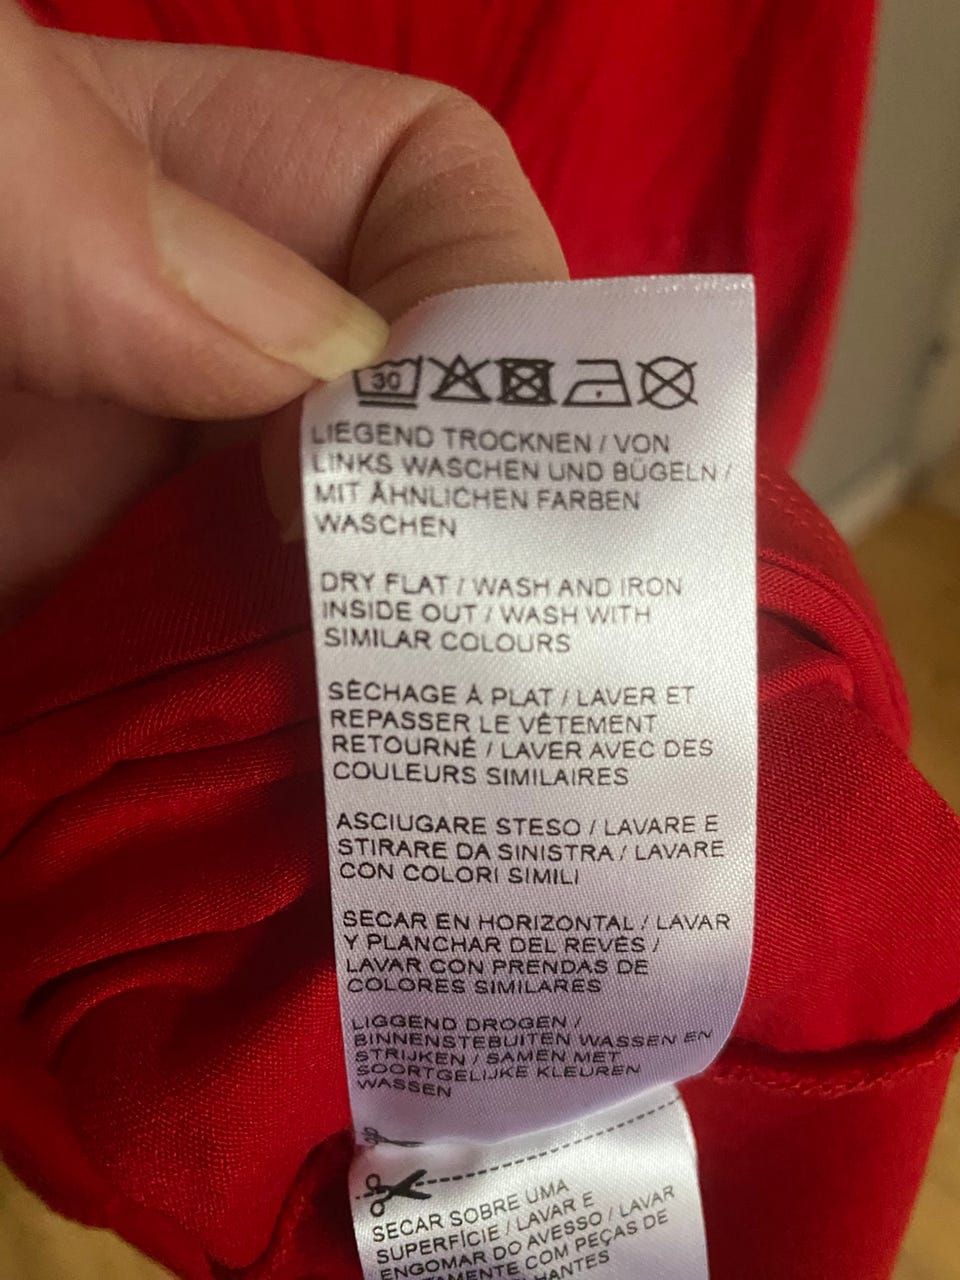 30
LIEGEND TROCKNEN / VON
LINKS WASCHEN UND BÜGELN /
MIT ÄHNLICHEN FARBEN
WASCHEN
DRY FLAT / WASH AND IRON
INSIDE OUT / WASH WITH
SIMILAR COLOURS
SÉCHAGE À PLAT / LAVER ET
REPASSER LE VÊTEMENT
RETOURNÉ / LAVER AVEC DES
COULEURS SIMILAIRES
ASCIUGARE STESO / LAVARE E
STIRARE DA SINISTRA / LAVARE
CON COLORI SIMILI
SECAR EN HORIZONTAL / LAVAR
Y PLANCHAR DEL REVÉS /
LAVAR CON PRENDAS DE
COLORES SIMILARES
LIGGEND DROGEN /
BINNENSTEBUITEN WASSEN EN
STRIJKEN / SAMEN MET
SOORTGELIJKE KLEUREN
WASSEN
SECAR SOBRE UMA
SUPERFÍCIE / LAVAR E
ENGOMAR DO AVESSO / LAVAR
COM PEÇAS DE